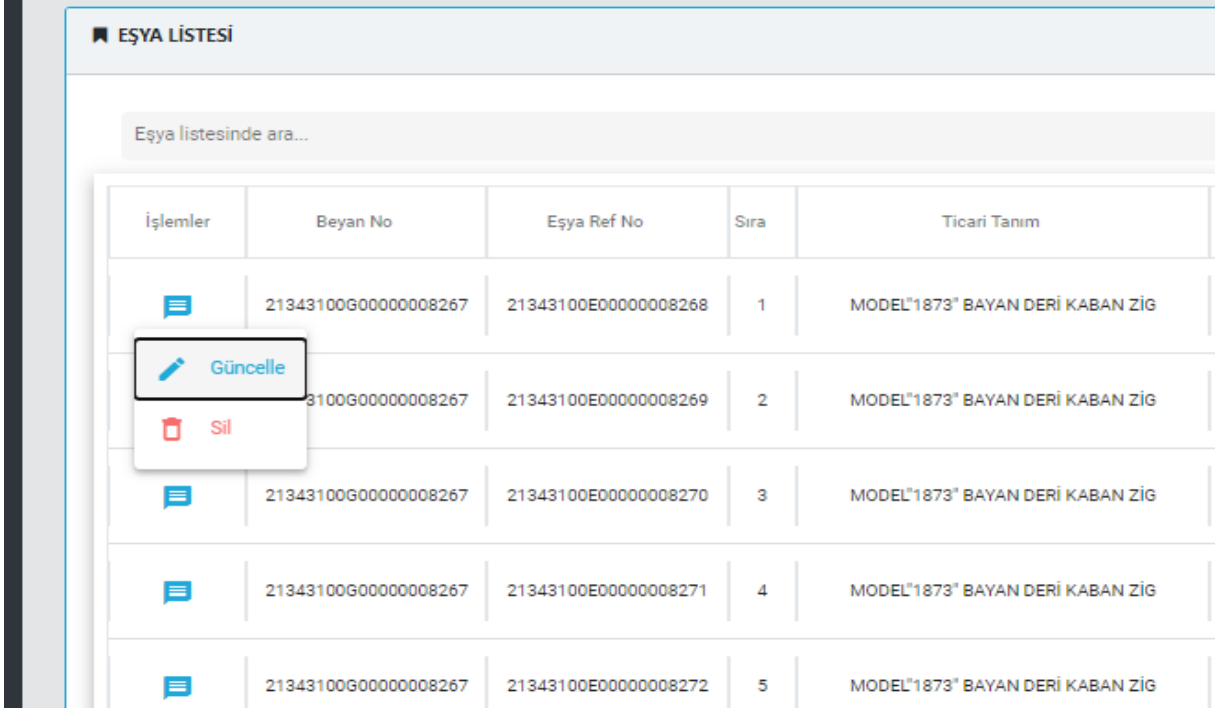 EŞYA LİSTESİ
Eşya listesinde ara...
İşlemler Beyan No Eşya Ref No Sıra Ticari Tanım
21343100G00000008267 21343100E00000008268 1 MODEL"1873" BAYAN DERİ KABAN ZİG
Güncelle
3100G00000008267 21343100E00000008269 2 MODEL"1873" BAYAN DERİ KABAN ZİG
Sil
21343100G00000008267 21343100E00000008270 3 MODEL"1873" BAYAN DERİ KABAN ZİG
21343100G00000008267 21343100E00000008271 4 MODEL"1873" BAYAN DERİ KABAN ZİG
21343100G00000008267 21343100E00000008272 5 MODEL"1873" BAYAN DERİ KABAN ZİG